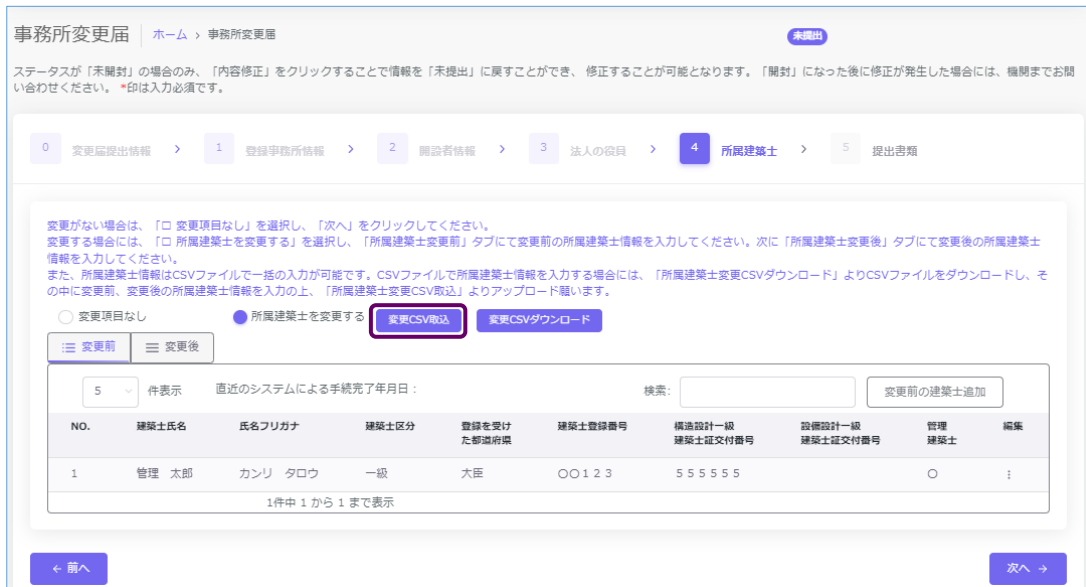 事務所変更届 ホーム › 事務所変更届 未提出
ステータスが「未開封」の場合のみ、「内容修正」をクリックすることで情報を「未提出」に戻すことができ、 修正することが可能となります。「開封」になった後に修正が発生した場合には、機関までお問
い合わせください。 *印は入力必須です。
0 変更届提出情報 › 1 登録事務所情報 › 2 開設者情報 › 3 法人の役員 › 4 所属建築士 › 5 提出書類
変更がない場合は、「□ 変更項目なし」を選択し、「次へ」をクリックしてください。
変更する場合には、「□ 所属建築士を変更する」を選択し、「所属建築士変更前」タブにて変更前の所属建築士情報を入力してください。次に「所属建築士変更後」タブにて変更後の所属建築士
情報を入力してください。
また、所属建築士情報はCSVファイルで一括の入力が可能です。CSVファイルで所属建築士情報を入力する場合には、「所属建築士変更CSVダウンロード」よりCSVファイルをダウンロードし、そ
の中に変更前、変更後の所属建築士情報を入力の上、「所属建築士変更CSV取込」よりアップロード願います。
変更項目なし 所属建築士を変更する 変更CSV取込 変更CSVダウンロード
変更前 変更後
5 件表示 直近のシステムによる手続完了年月日： 検索: 変更前の建築士追加
NO. 建築士氏名 氏名フリガナ 建築士区分 登録を受け 建築士登録番号 構造設計一級 設備設計一級 管理 編集
た都道府県 建築士証交付番号 建築士証交付番号 建築士
1 管理 太郎 カンリ タロウ 一級 大臣 〇〇１２３ ５５５５５５ 〇 ⋮
1件中 1 から 1 まで表示
← 前へ 次へ →